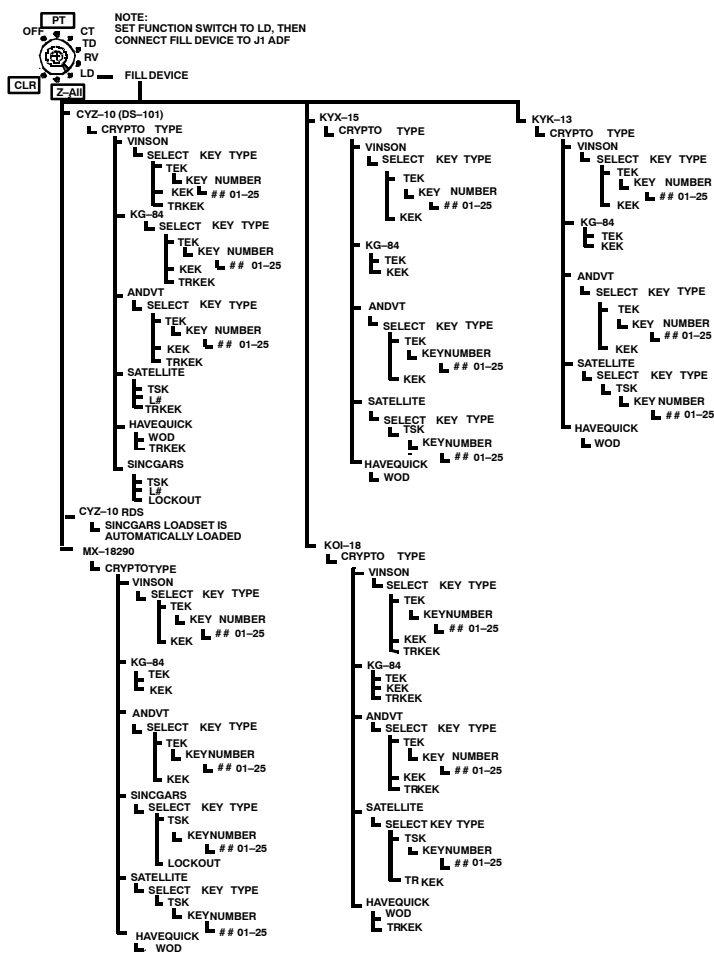 PT
OFF
CT
TD
RV
LD
CLR
Z–All
NOTE:
SET FUNCTION SWITCH TO LD, THEN
CONNECT FILL DEVICE TO J1 ADF
FILL DEVICE
CYZ–10 (DS–101)
CRYPTO TYPE
VINSON
SELECT KEY TYPE
TEK
KEY NUMBER
KEK
## 01–25
TRKEK
KG–84
SELECT KEY TYPE
TEK
KEY NUMBER
## 01–25
KEK
TRKEK
ANDVT
SELECT KEY TYPE
TEK
KEY NUMBER
## 01–25
KEK
TRKEK
SATELLITE
TSK
L#
TRKEK
HAVEQUICK
WOD
TRKEK
SINCGARS
TSK
L#
LOCKOUT
CYZ–10 RDS
SINCGARS LOADSET IS
AUTOMATICALLY LOADED
MX–18290
CRYPTOTYPE
VINSON
SELECT KEY TYPE
TEK
KEY NUMBER
## 01–25
KEK
KG–84
TEK
KEK
ANDVT
SELECT KEY TYPE
TEK
KEYNUMBER
## 01–25
KEK
SINCGARS
SELECT KEY TYPE
TSK
KEYNUMBER
## 01–25
LOCKOUT
SATELLITE
SELECT KEY TYPE
TSK
KEYNUMBER
## 01–25
HAVEQUICK
WOD
KYX–15
CRYPTO TYPE
VINSON
SELECT KEY TYPE
TEK
KEY NUMBER
## 01–25
KEK
KG–84
TEK
KEK
ANDVT
SELECT KEY TYPE
TEK
KEYNUMBER
## 01–25
KEK
SATELLITE
SELECT KEY TYPE
TSK
KEYNUMBER
## 01–25
HAVEQUICK
WOD
KOI–18
CRYPTO TYPE
VINSON
SELECT KEY TYPE
TEK
KEYNUMBER
## 01–25
KEK
TRKEK
KG–84
TEK
KEK
TRKEK
ANDVT
SELECT KEY TYPE
TEK
KEY NUMBER
## 01–25
KEK
TRKEK
SATELLITE
SELECT KEY TYPE
TSK
KEYNUMBER
## 01–25
TR KEK
HAVEQUICK
WOD
TRKEK
KYK–13
CRYPTO TYPE
VINSON
SELECT KEY TYPE
TEK
KEY NUMBER
## 01–25
KEK
KG–84
TEK
KEK
ANDVT
SELECT KEY TYPE
TEK
KEY NUMBER
## 01–25
KEK
SATELLITE
SELECT KEY TYPE
TSK
KEY NUMBER
## 01–25
HAVEQUICK
WOD